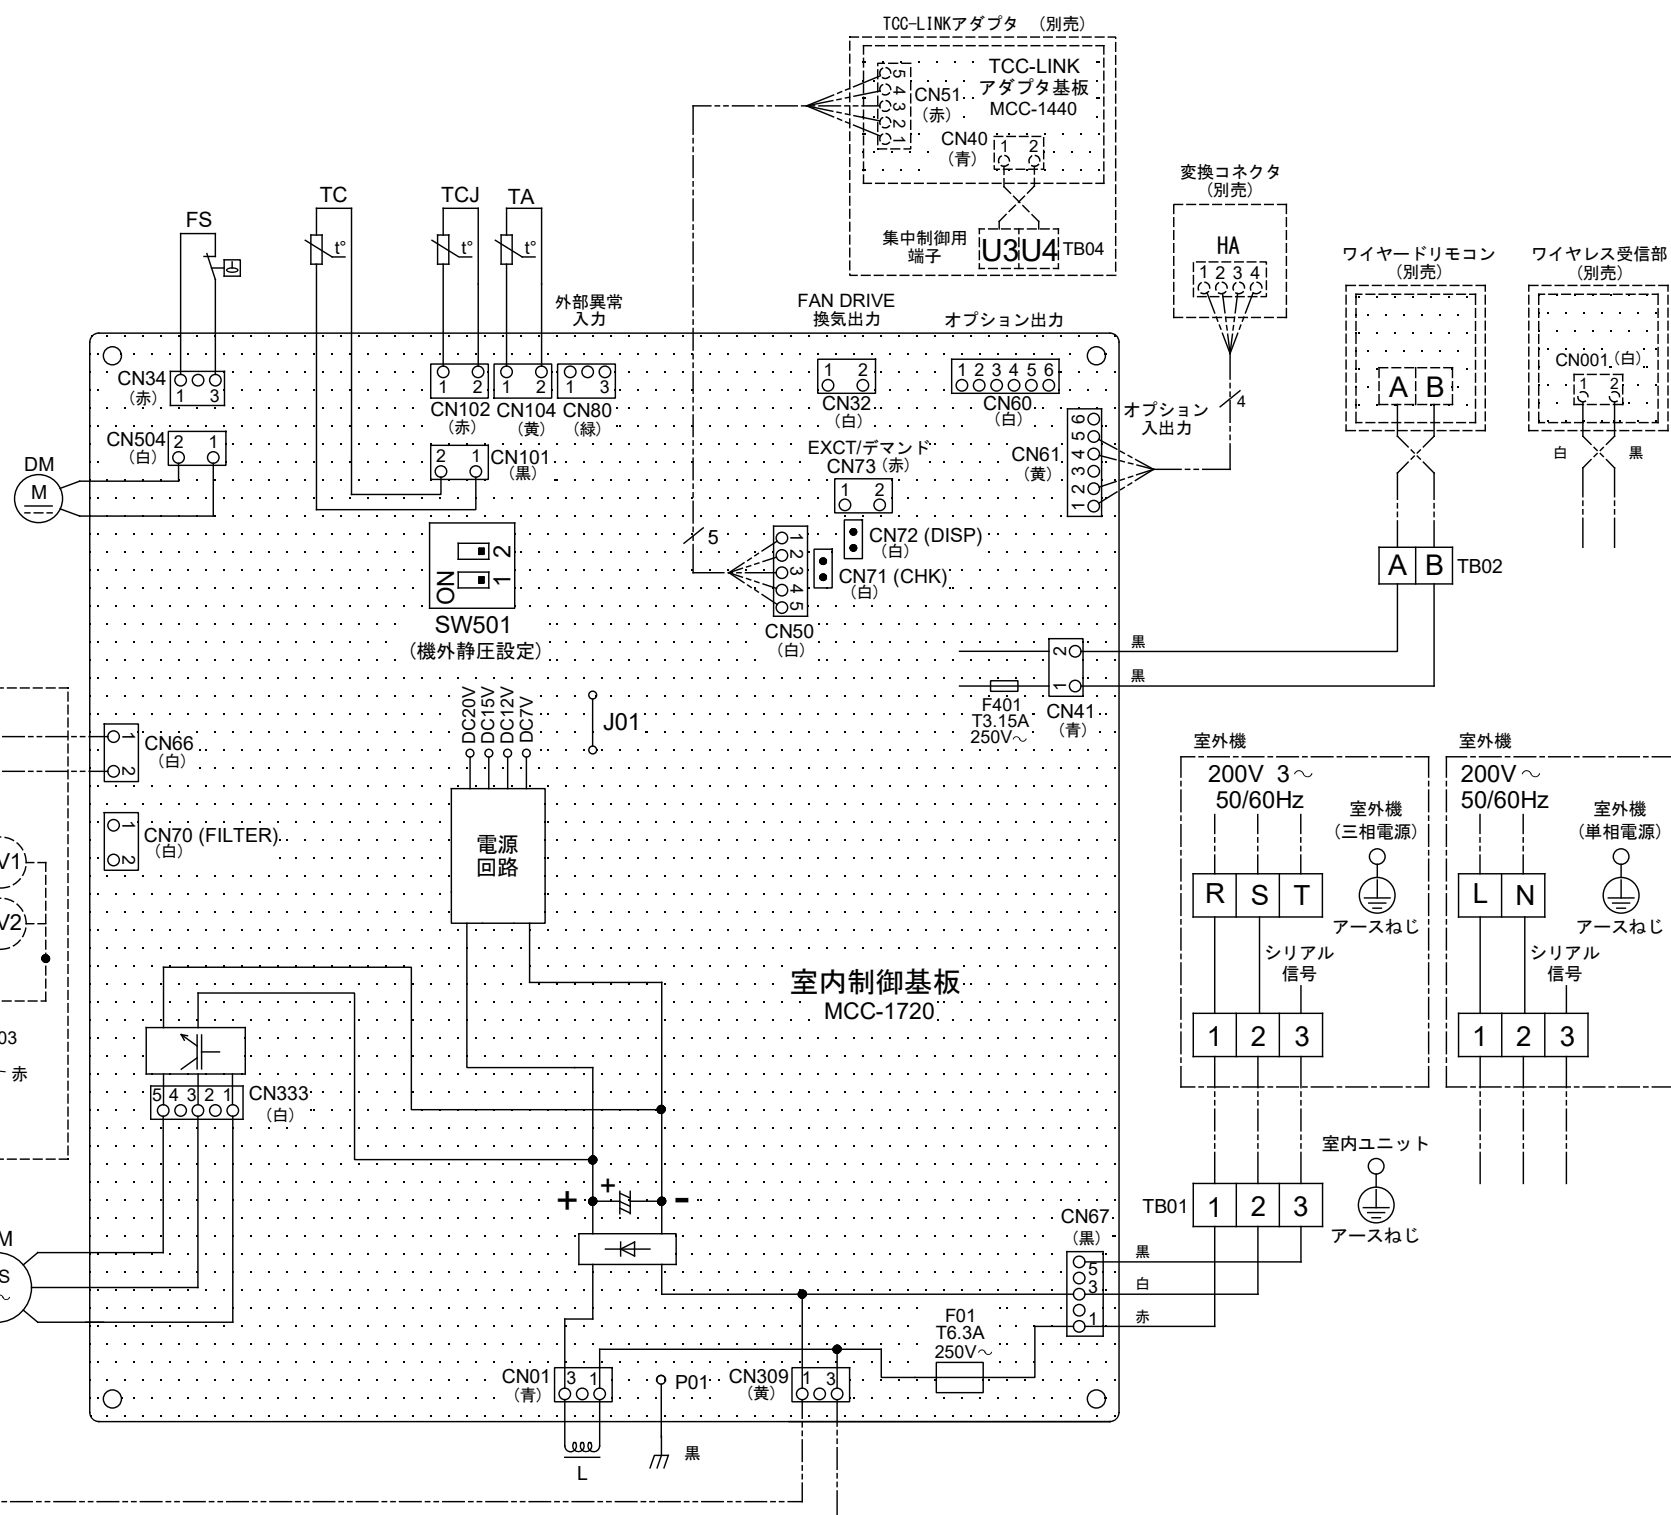 TCC-LINKアダプタ （別売）
TCC-LINK
アダプタ基板
MCC-1440
5 4 3 2 1
CN51
（赤）
CN40
（青）
1 2
集中制御用
端子
U3 U4
TB04
変換コネクタ
（別売）
HA
1 2 3 4
4
ワイヤードリモコン
（別売）
A B
ワイヤレス受信部
（別売）
CN001（白）
1 2
白
黒
A B
TB02
FS
TC
t°
TCJ
t°
TA
t°
外部異常
入力
FAN DRIVE
換気出力
オプション出力
CN34
（赤）
1 3
CN504
（白）
2 1
DM
M
1 2
CN102
（赤）
1 2
CN104
（黄）
1 3
CN80
（緑）
2 1
CN101
（黒）
1 2
CN32
（白）
1 2 3 4 5 6
CN60
（白）
オプション
入出力
6 5 4 3 2 1
CN61
（黄）
EXCT/デマンド
CN73（赤）
1 2
CN72 (DISP)
（白）
CN71 (CHK)
（白）
5
1 2 3 4 5
CN50
（白）
ON
2
1
SW501
（機外静圧設定）
2
1
黒
黒
F401
T3.15A
250V～
CN41
（青）
DC20V
DC15V
DC12V
DC7V
J01
電源
回路
1
2
CN66
（白）
1
2
CN70 (FILTER)
（白）
V1
V2
03
赤
室内制御基板
MCC-1720
5 4 3 2 1
CN333
（白）
M
S
～
+ + -
室外機
200V 3～
50/60Hz
室外機
（三相電源）
R S T
アースねじ
シリアル
信号
1 2 3
室外機
200V～
50/60Hz
室外機
（単相電源）
L N
アースねじ
シリアル
信号
1 2 3
室内ユニット
TB01
1 2 3
アースねじ
CN67
（黒）
5
3
1
黒
白
赤
F01
T6.3A
250V～
CN01
（青）
3 1
L
P01
黒
CN309
（黄）
1 3